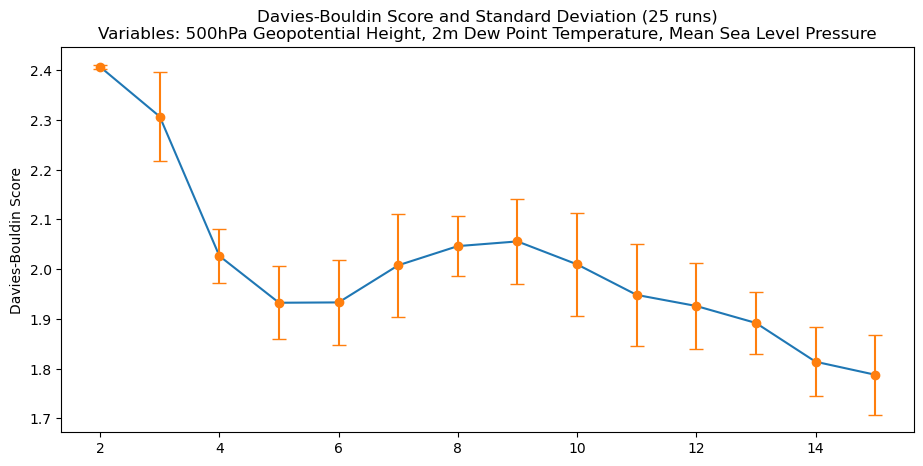 Davies-Bouldin Score and Standard Deviation (25 runs)
Variables: 500hPa Geopotential Height, 2m Dew Point Temperature, Mean Sea Level Pressure
Davies-Bouldin Score
2.4
2.3
2.2
2.1
2.0
1.9
1.8
1.7
2 4 6 8 10 12 14